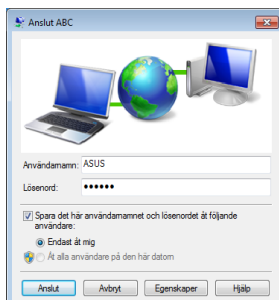 Anslut ABC
Användarnamn: ASUS
Lösenord: ••••••
Spara det här användarnamnet och lösenordet åt följande
användare:
Endast åt mig
Åt alla användare på den här datorn
Anslut Avbryt Egenskaper Hjälp